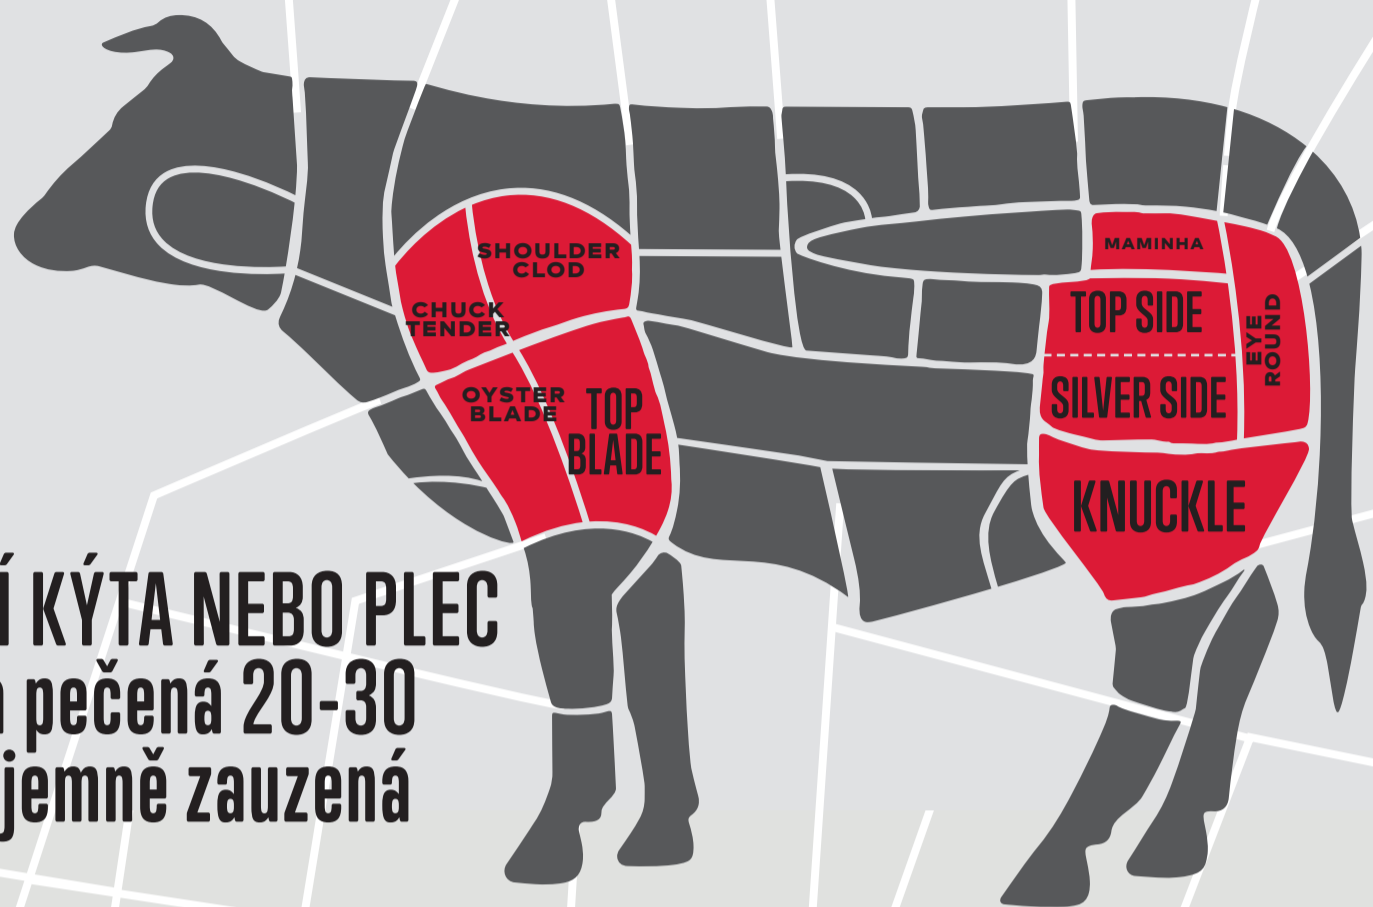 SHOULDER
CLOD
CHUCK
TENDER
OYSTER
BLADE
TOP
BLADE
MAMINHA
TOP SIDE
SILVER SIDE
EYE
ROUND
KNUCKLE
Í KÝTA NEBO PLEC
pečená 20-30
jemně zauzená